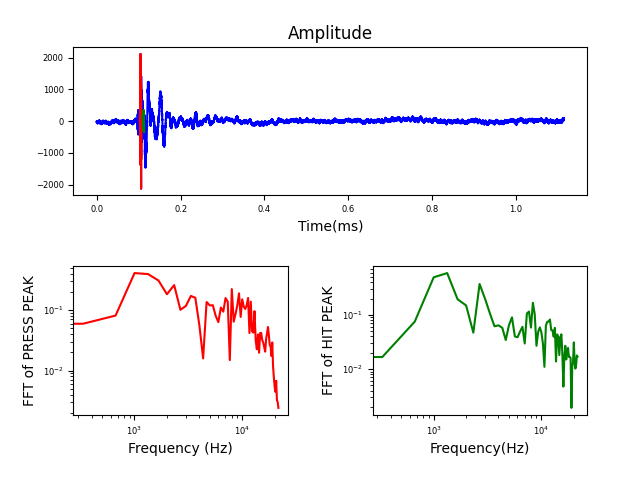 Amplitude
2000
1000
0
−1000
−2000
0.0 0.2 0.4 0.6 0.8 1.0
Time(ms)
FFT of PRESS PEAK
10⁻¹
10⁻²
10³ 10⁴
Frequency (Hz)
FFT of HIT PEAK
10⁻¹
10⁻²
10³ 10⁴
Frequency(Hz)